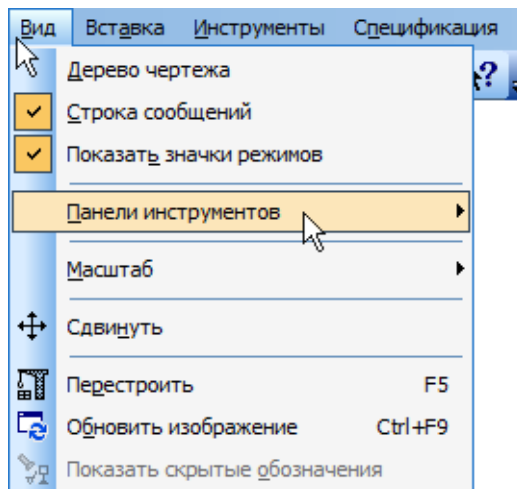 Вид Вставка Инструменты Спецификация
Дерево чертежа
Строка сообщений
Показать значки режимов
Панели инструментов
Масштаб
Сдвинуть
Перестроить F5
Обновить изображение Ctrl+F9
Показать скрытые обозначения